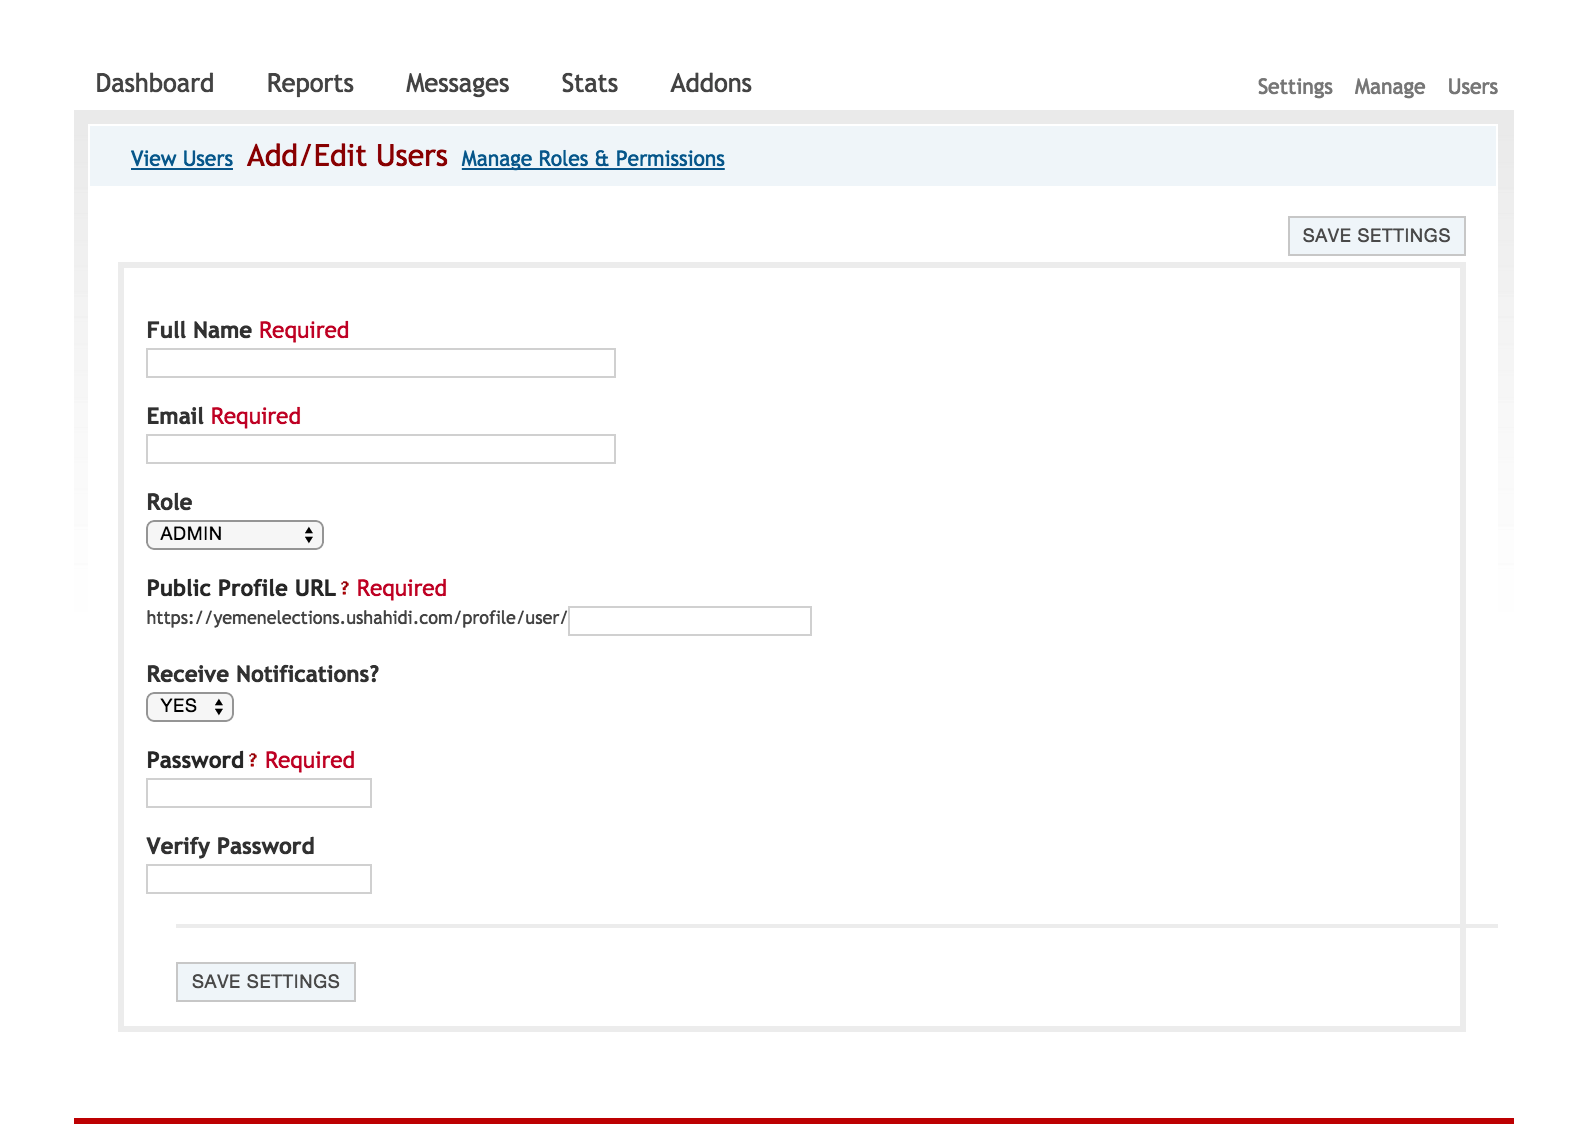 Dashboard Reports Messages Stats Addons Settings Manage Users
View Users Add/Edit Users Manage Roles & Permissions
SAVE SETTINGS
Full Name Required
Email Required
Role
ADMIN
Public Profile URL ? Required
https://yemenelections.ushahidi.com/profile/user/
Receive Notifications?
YES
Password ? Required
Verify Password
SAVE SETTINGS